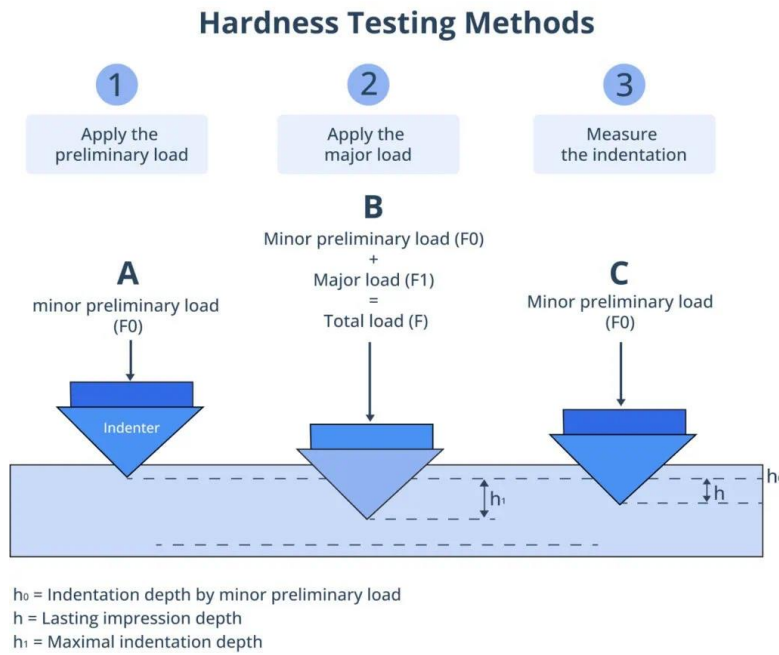 Hardness Testing Methods
1
Apply the
preliminary load
2
Apply the
major load
3
Measure
the indentation
A
minor preliminary load
(F0)
B
Minor preliminary load (F0)
+
Major load (F1)
=
Total load (F)
C
Minor preliminary load
(F0)
Indenter
h₁
h
h
h₀ = Indentation depth by minor preliminary load
h = Lasting impression depth
h₁ = Maximal indentation depth